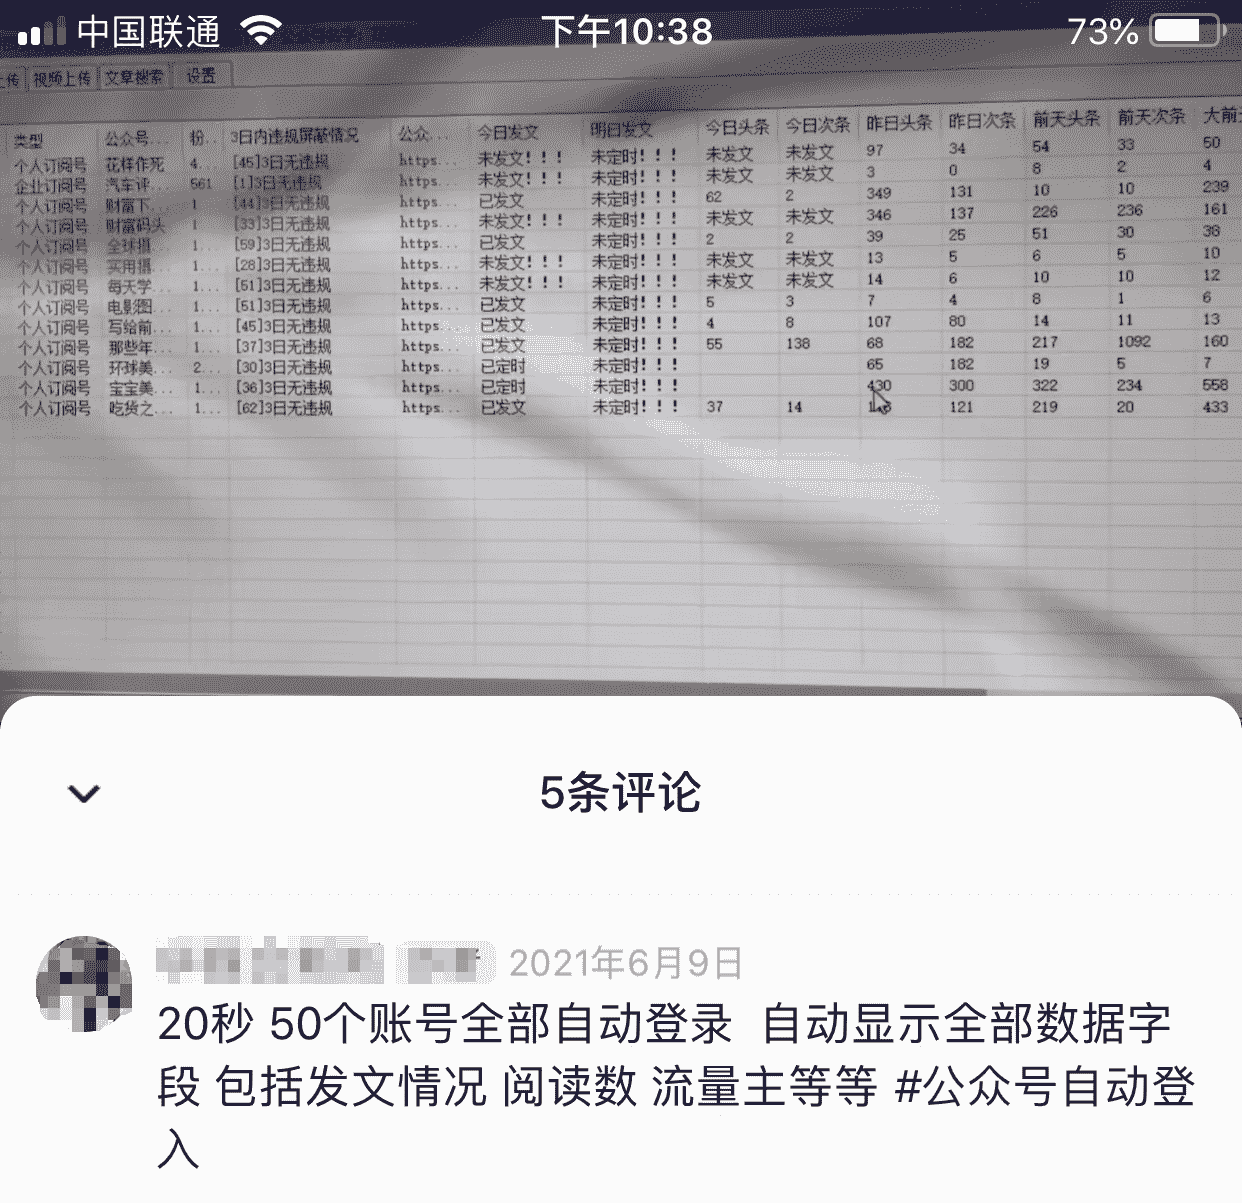 中国联通 下午10:38 73%
上传 视频上传 文章搜索 设置
类型 公众号... 粉... 3日内违规屏蔽情况 公众... 今日发文 明日发文 今日头条 今日次条 昨日头条 昨日次条 前天头条 前天次条 大前
个人订阅号 花样作死 4... [45]3日无违规 https... 未发文!!! 未定时!!! 未发文 未发文 97 34 54 33 50
企业订阅号 汽车评... 561 [1]3日无违规 https... 未发文!!! 未定时!!! 未发文 未发文 3 0 8 2 4
个人订阅号 财富下... 1 [44]3日无违规 https... 已发文 未定时!!! 62 2 349 131 10 10 239
个人订阅号 财富码头 1 [33]3日无违规 https... 未发文!!! 未定时!!! 未发文 未发文 346 137 226 236 161
个人订阅号 全球摄... 1... [59]3日无违规 https... 已发文 未定时!!! 2 2 39 25 51 30 38
个人订阅号 实用摄... 1... [28]3日无违规 https... 未发文!!! 未定时!!! 未发文 未发文 13 5 6 5 10
个人订阅号 每天学... 1... [51]3日无违规 https... 未发文!!! 未定时!!! 未发文 未发文 14 6 10 10 12
个人订阅号 电影图... 1... [51]3日无违规 https... 已发文 未定时!!! 5 3 7 4 8 1 6
个人订阅号 写给前... 1... [45]3日无违规 https... 已发文 未定时!!! 4 8 107 80 14 11 13
个人订阅号 那些年... 1... [37]3日无违规 https... 已发文 未定时!!! 55 138 68 182 217 1092 160
个人订阅号 环球美... 2... [30]3日无违规 https... 已定时 未定时!!! 65 182 19 5 7
个人订阅号 宝宝美... 1... [36]3日无违规 https... 已定时 未定时!!! 430 300 322 234 558
个人订阅号 吃货之... 1... [62]3日无违规 https... 已发文 未定时!!! 37 14 121 219 20 433
5条评论
2021年6月9日
20秒 50个账号全部自动登录 自动显示全部数据字
段 包括发文情况 阅读数 流量主等等 #公众号自动登
入